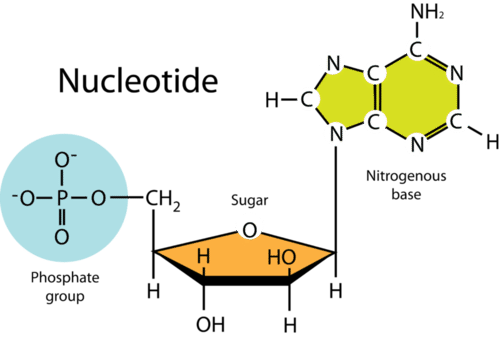 NH₂
C
N
N
C
C
N
H
C
C
C
N
N
H
Nucleotide
Nitrogenous
base
O⁻
⁻O
P
O
CH₂
O
Sugar
O
H
HO
Phosphate
group
H
H
OH
H